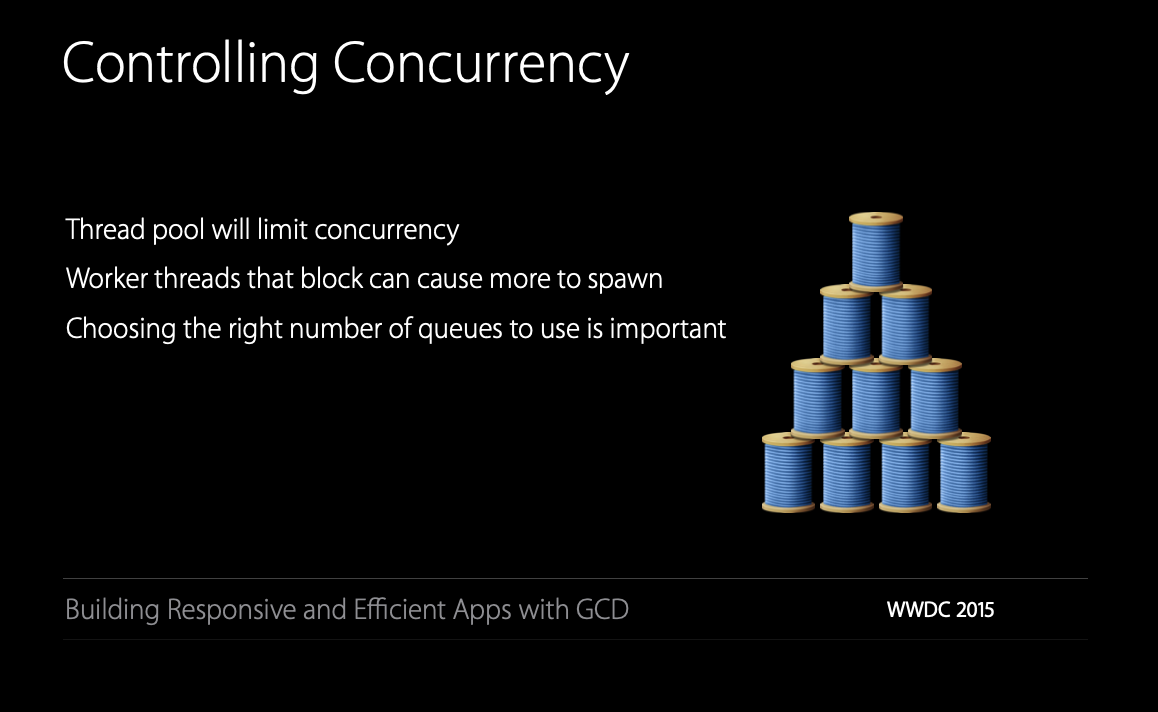 Controlling Concurrency
Thread pool will limit concurrency
Worker threads that block can cause more to spawn
Choosing the right number of queues to use is important
Building Responsive and Efficient Apps with GCD
WWDC 2015